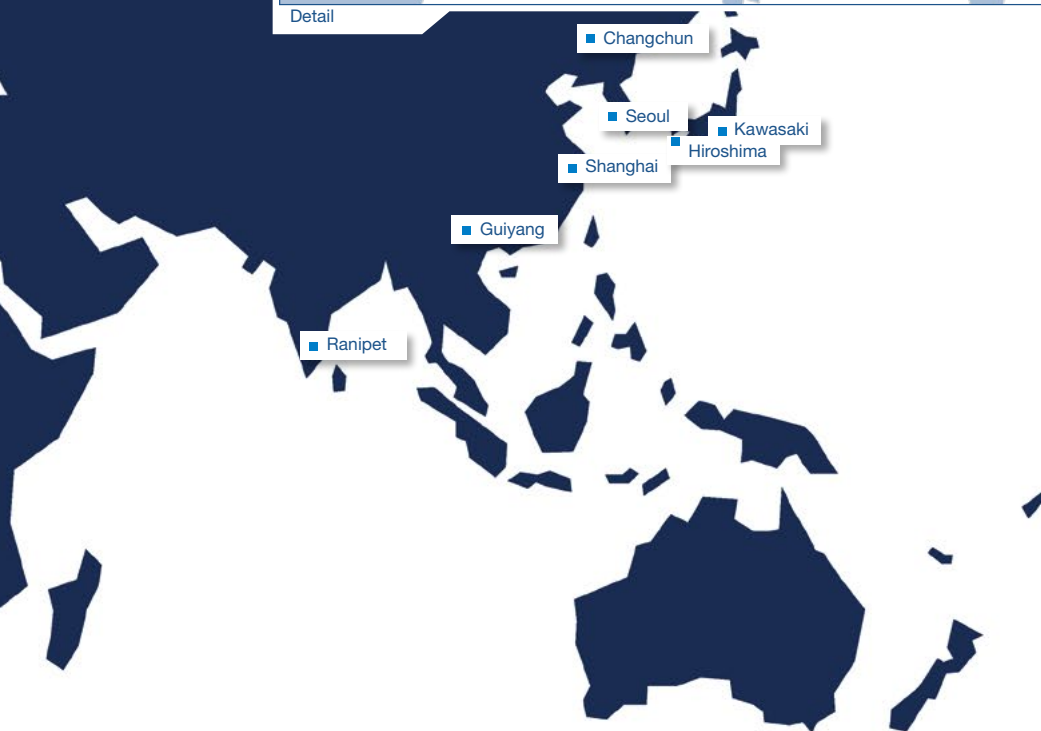 Detail
Changchun
Seoul
Kawasaki
Hiroshima
Shanghai
Guiyang
Ranipet